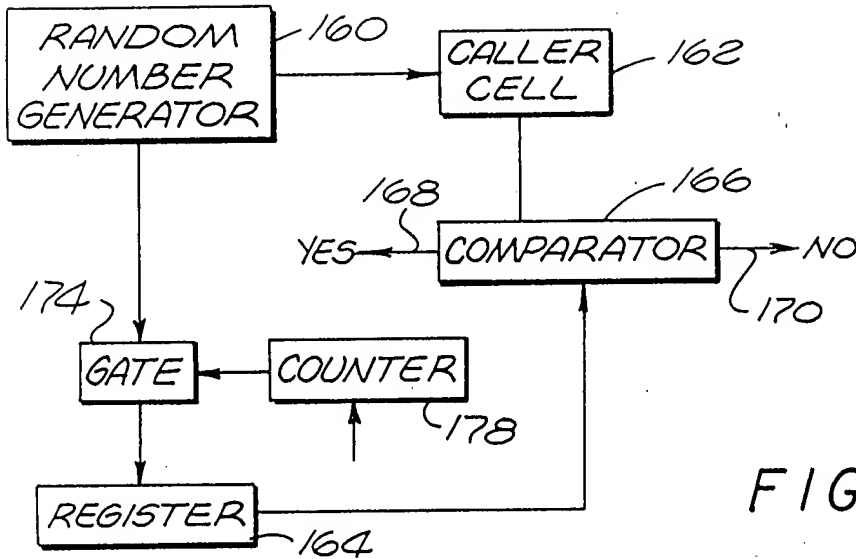 RANDOM
NUMBER
GENERATOR
160
CALLER
CELL
162
166
168
YES
COMPARATOR
NO
170
174
GATE
COUNTER
178
REGISTER
164
FIG